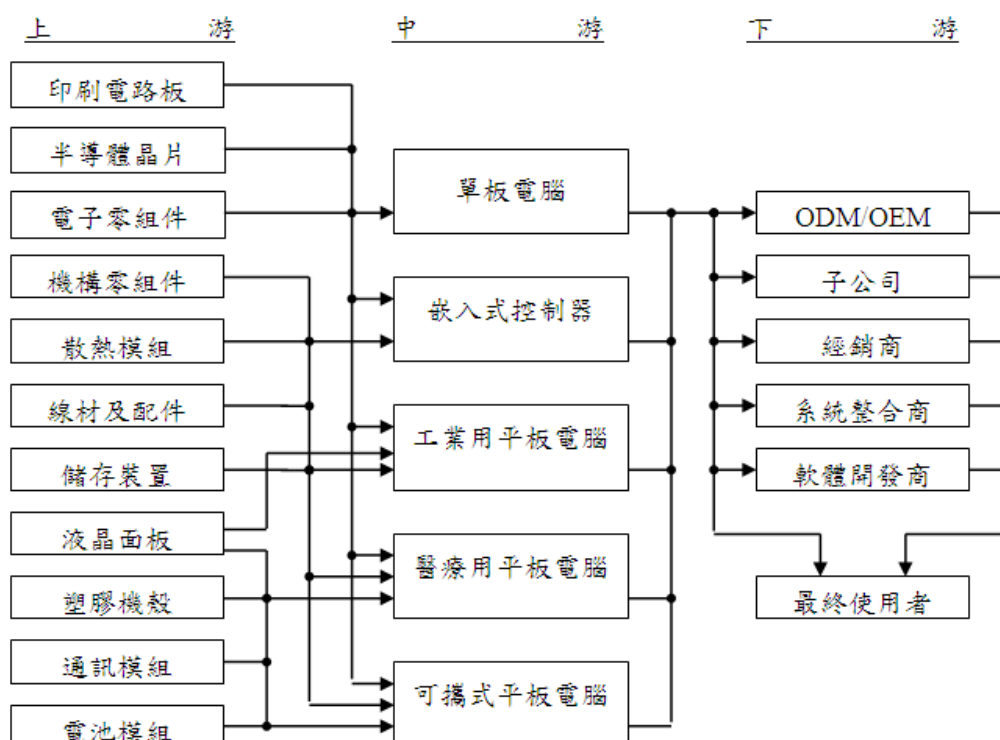 上 游
中 游
下 游
印刷電路板
半導體晶片
電子零組件
機構零組件
散熱模組
線材及配件
儲存裝置
液晶面板
塑膠機殼
通訊模組
電池模組
單板電腦
嵌入式控制器
工業用平板電腦
醫療用平板電腦
可攜式平板電腦
ODM/OEM
子公司
經銷商
系統整合商
軟體開發商
最終使用者